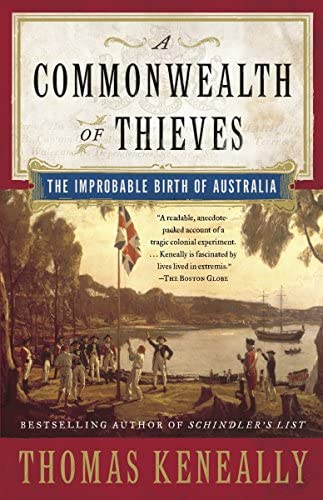 A
COMMONWEALTH
OF THIEVES
THE IMPROBABLE BIRTH OF AUSTRALIA
"A readable, anecdote-
packed account of a
tragic colonial experiment.
. . . Keneally is fascinated by
lives lived in extremis."
—THE BOSTON GLOBE
BESTSELLING AUTHOR OF SCHINDLER'S LIST
THOMAS KENEALLY